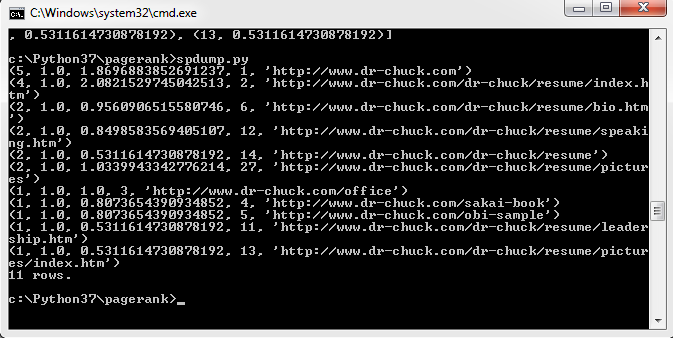 C:\Windows\system32\cmd.exe
, 0.5311614730878192), (13, 0.5311614730878192)]
c:\Python37\pagerank>spdump.py
(5, 1.0, 1.8696883852691237, 1, 'http://www.dr-chuck.com')
(4, 1.0, 2.0821529745042513, 2, 'http://www.dr-chuck.com/dr-chuck/resume/index.h
tm')
(2, 1.0, 0.9560906515580746, 6, 'http://www.dr-chuck.com/dr-chuck/resume/bio.htm
')
(2, 1.0, 0.8498583569405107, 12, 'http://www.dr-chuck.com/dr-chuck/resume/speaki
ng.htm')
(2, 1.0, 0.5311614730878192, 14, 'http://www.dr-chuck.com/dr-chuck/resume')
(2, 1.0, 1.0339943342776214, 27, 'http://www.dr-chuck.com/dr-chuck/resume/pictur
es')
(1, 1.0, 1.0, 3, 'http://www.dr-chuck.com/office')
(1, 1.0, 0.8073654390934852, 4, 'http://www.dr-chuck.com/sakai-book')
(1, 1.0, 0.8073654390934852, 5, 'http://www.dr-chuck.com/obi-sample')
(1, 1.0, 0.5311614730878192, 11, 'http://www.dr-chuck.com/dr-chuck/resume/leader
ship.htm')
(1, 1.0, 0.5311614730878192, 13, 'http://www.dr-chuck.com/dr-chuck/resume/pictur
es/index.htm')
11 rows.
c:\Python37\pagerank>_